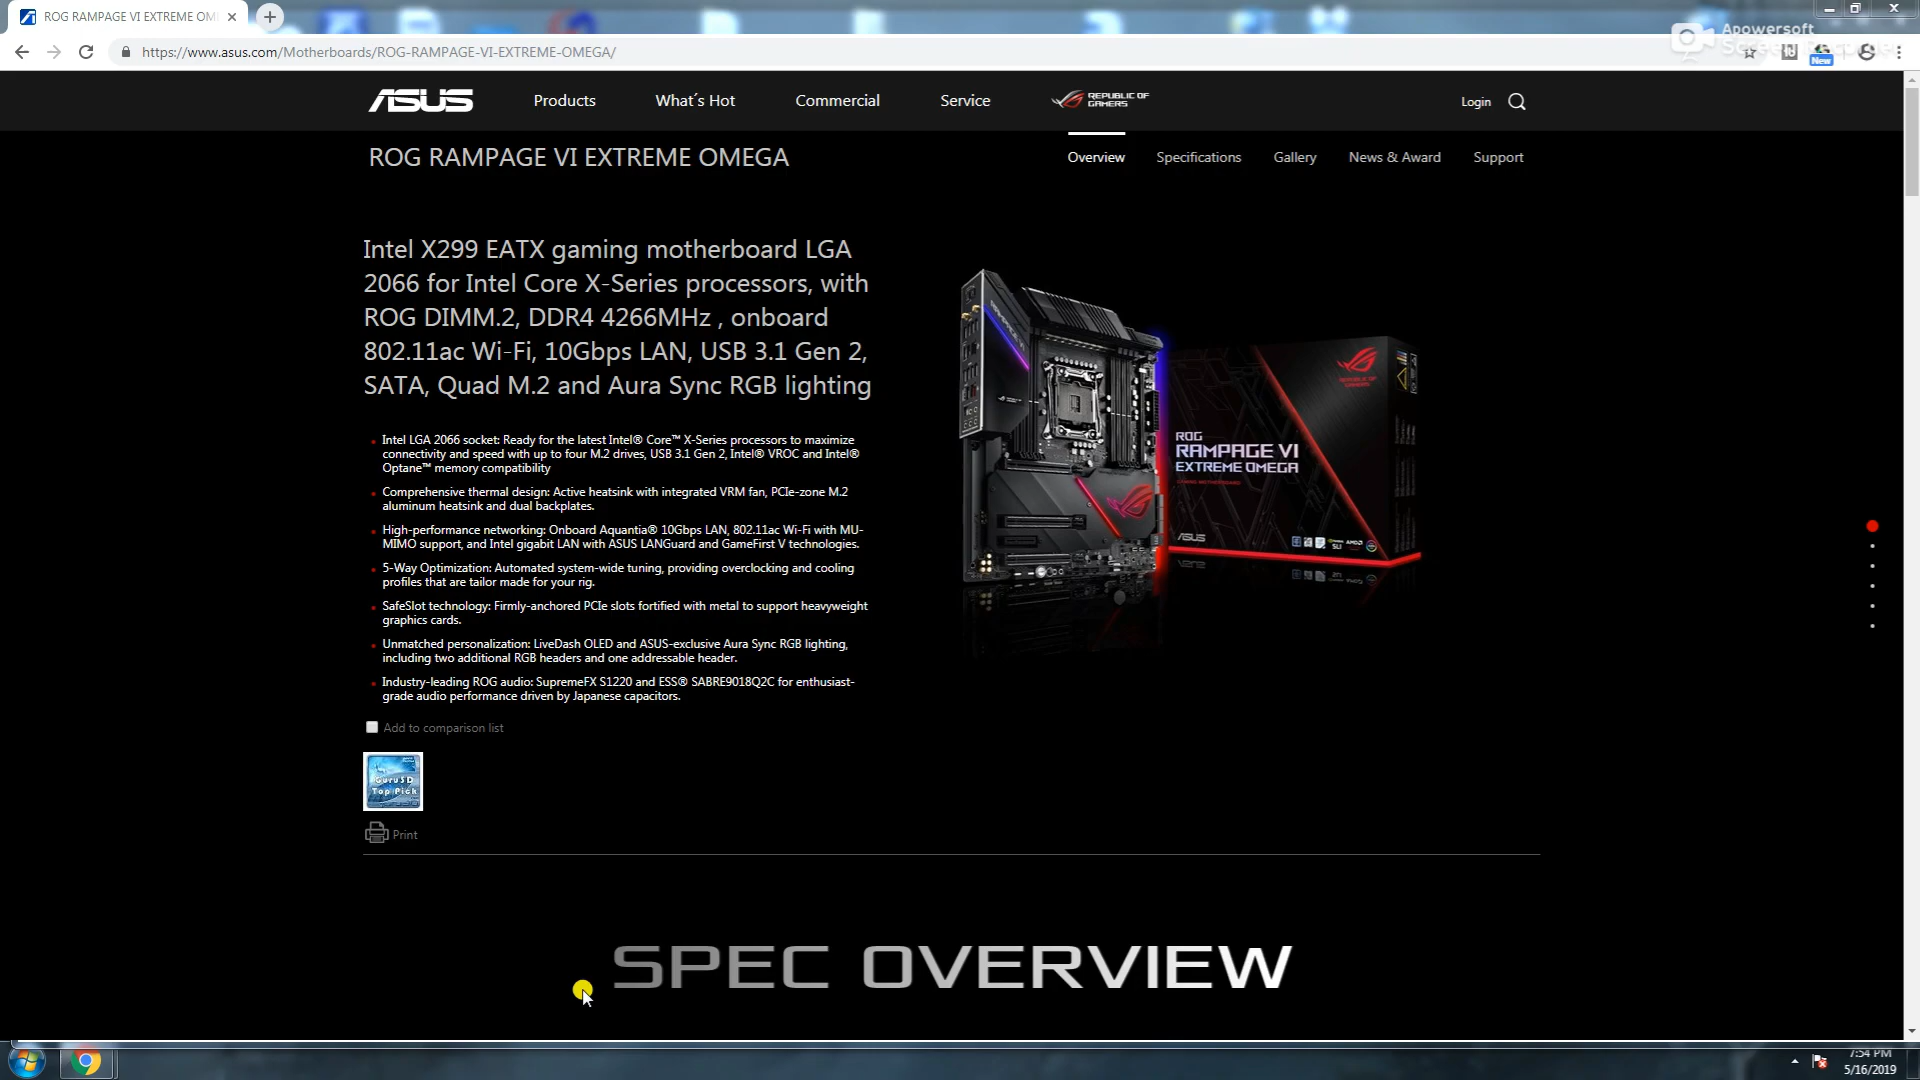 ROG RAMPAGE VI EXTREME OM
https://www.asus.com/Motherboards/ROG-RAMPAGE-VI-EXTREME-OMEGA/
Apowersoft
New
ASUS
Products
What´s Hot
Commercial
Service
REPUBLIC OF
GAMERS
Login
ROG RAMPAGE VI EXTREME OMEGA
Overview
Specifications
Gallery
News & Award
Support
Intel X299 EATX gaming motherboard LGA
2066 for Intel Core X-Series processors, with
ROG DIMM.2, DDR4 4266MHz , onboard
802.11ac Wi-Fi, 10Gbps LAN, USB 3.1 Gen 2,
SATA, Quad M.2 and Aura Sync RGB lighting
Intel LGA 2066 socket: Ready for the latest Intel® Core™ X-Series processors to maximize
connectivity and speed with up to four M.2 drives, USB 3.1 Gen 2, Intel® VROC and Intel®
Optane™ memory compatibility
Comprehensive thermal design: Active heatsink with integrated VRM fan, PCIe-zone M.2
aluminum heatsink and dual backplates.
High-performance networking: Onboard Aquantia® 10Gbps LAN, 802.11ac Wi-Fi with MU-
MIMO support, and Intel gigabit LAN with ASUS LANGuard and GameFirst V technologies.
5-Way Optimization: Automated system-wide tuning, providing overclocking and cooling
profiles that are tailor made for your rig.
SafeSlot technology: Firmly-anchored PCIe slots fortified with metal to support heavyweight
graphics cards.
Unmatched personalization: LiveDash OLED and ASUS-exclusive Aura Sync RGB lighting,
including two additional RGB headers and one addressable header.
Industry-leading ROG audio: SupremeFX S1220 and ESS® SABRE9018Q2C for enthusiast-
grade audio performance driven by Japanese capacitors.
RAMPAGE VI
REPUBLIC OF
GAMERS
ROG
RAMPAGE VI
EXTREME OMEGA
GAMING MOTHERBOARD
ASUS
SLI
AMD
Add to comparison list
Guru3D
Top Pick
Print
SPEC OVERVIEW
7:54 PM
5/16/2019